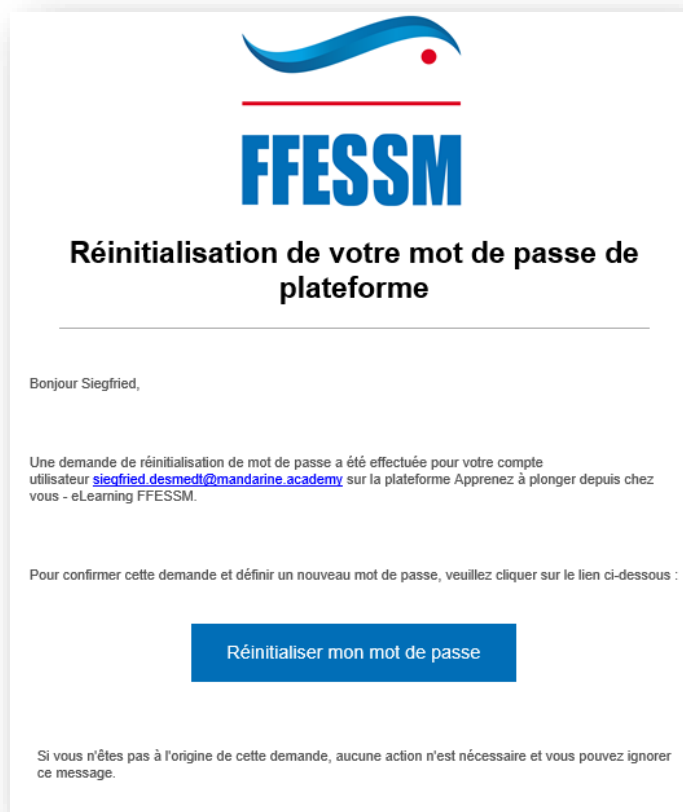 FFESSM
Réinitialisation de votre mot de passe de
plateforme
Bonjour Siegfried,
Une demande de réinitialisation de mot de passe a été effectuée pour votre compte
utilisateur siegfried.desmedt@mandarine.academy sur la plateforme Apprenez à plonger depuis chez
vous - eLearning FFESSM.
Pour confirmer cette demande et définir un nouveau mot de passe, veuillez cliquer sur le lien ci-dessous :
Réinitialiser mon mot de passe
Si vous n'êtes pas à l'origine de cette demande, aucune action n'est nécessaire et vous pouvez ignorer
ce message.